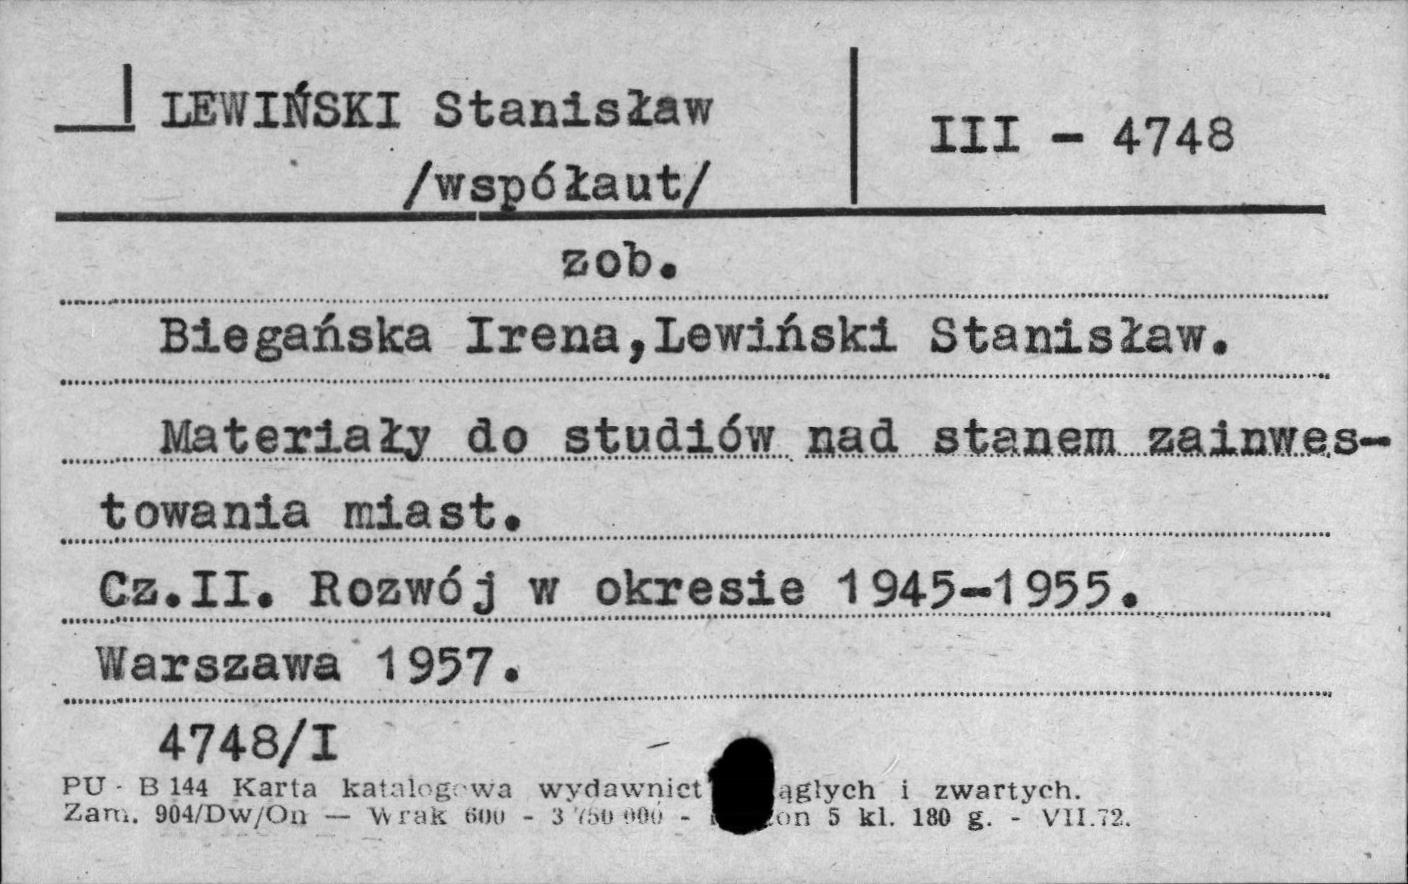 LEWIŃSKI Stanisław
III - 4748
/współaut/
zob.
Biegańska Irena,Lewiński Stanisław.
Materiały do studiów nad stanem zainwes-
towania miast.
Cz.II. Rozwój w okresie 1945-1955.
Warszawa 1957.
4748/I
PU - B 144 Karta katalogowa wydawnict ągłych i zwartych.
Zam. 904/Dw/On — Wrak 600 - 3 750 000 - on 5 kl. 180 g. - VII.72.